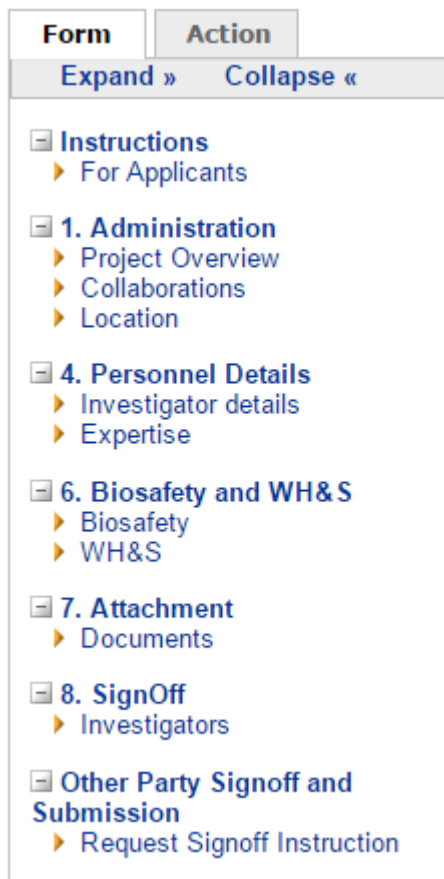 Form Action
Expand » Collapse «
Instructions
For Applicants
1. Administration
Project Overview
Collaborations
Location
4. Personnel Details
Investigator details
Expertise
6. Biosafety and WH&S
Biosafety
WH&S
7. Attachment
Documents
8. SignOff
Investigators
Other Party Signoff and
Submission
Request Signoff Instruction